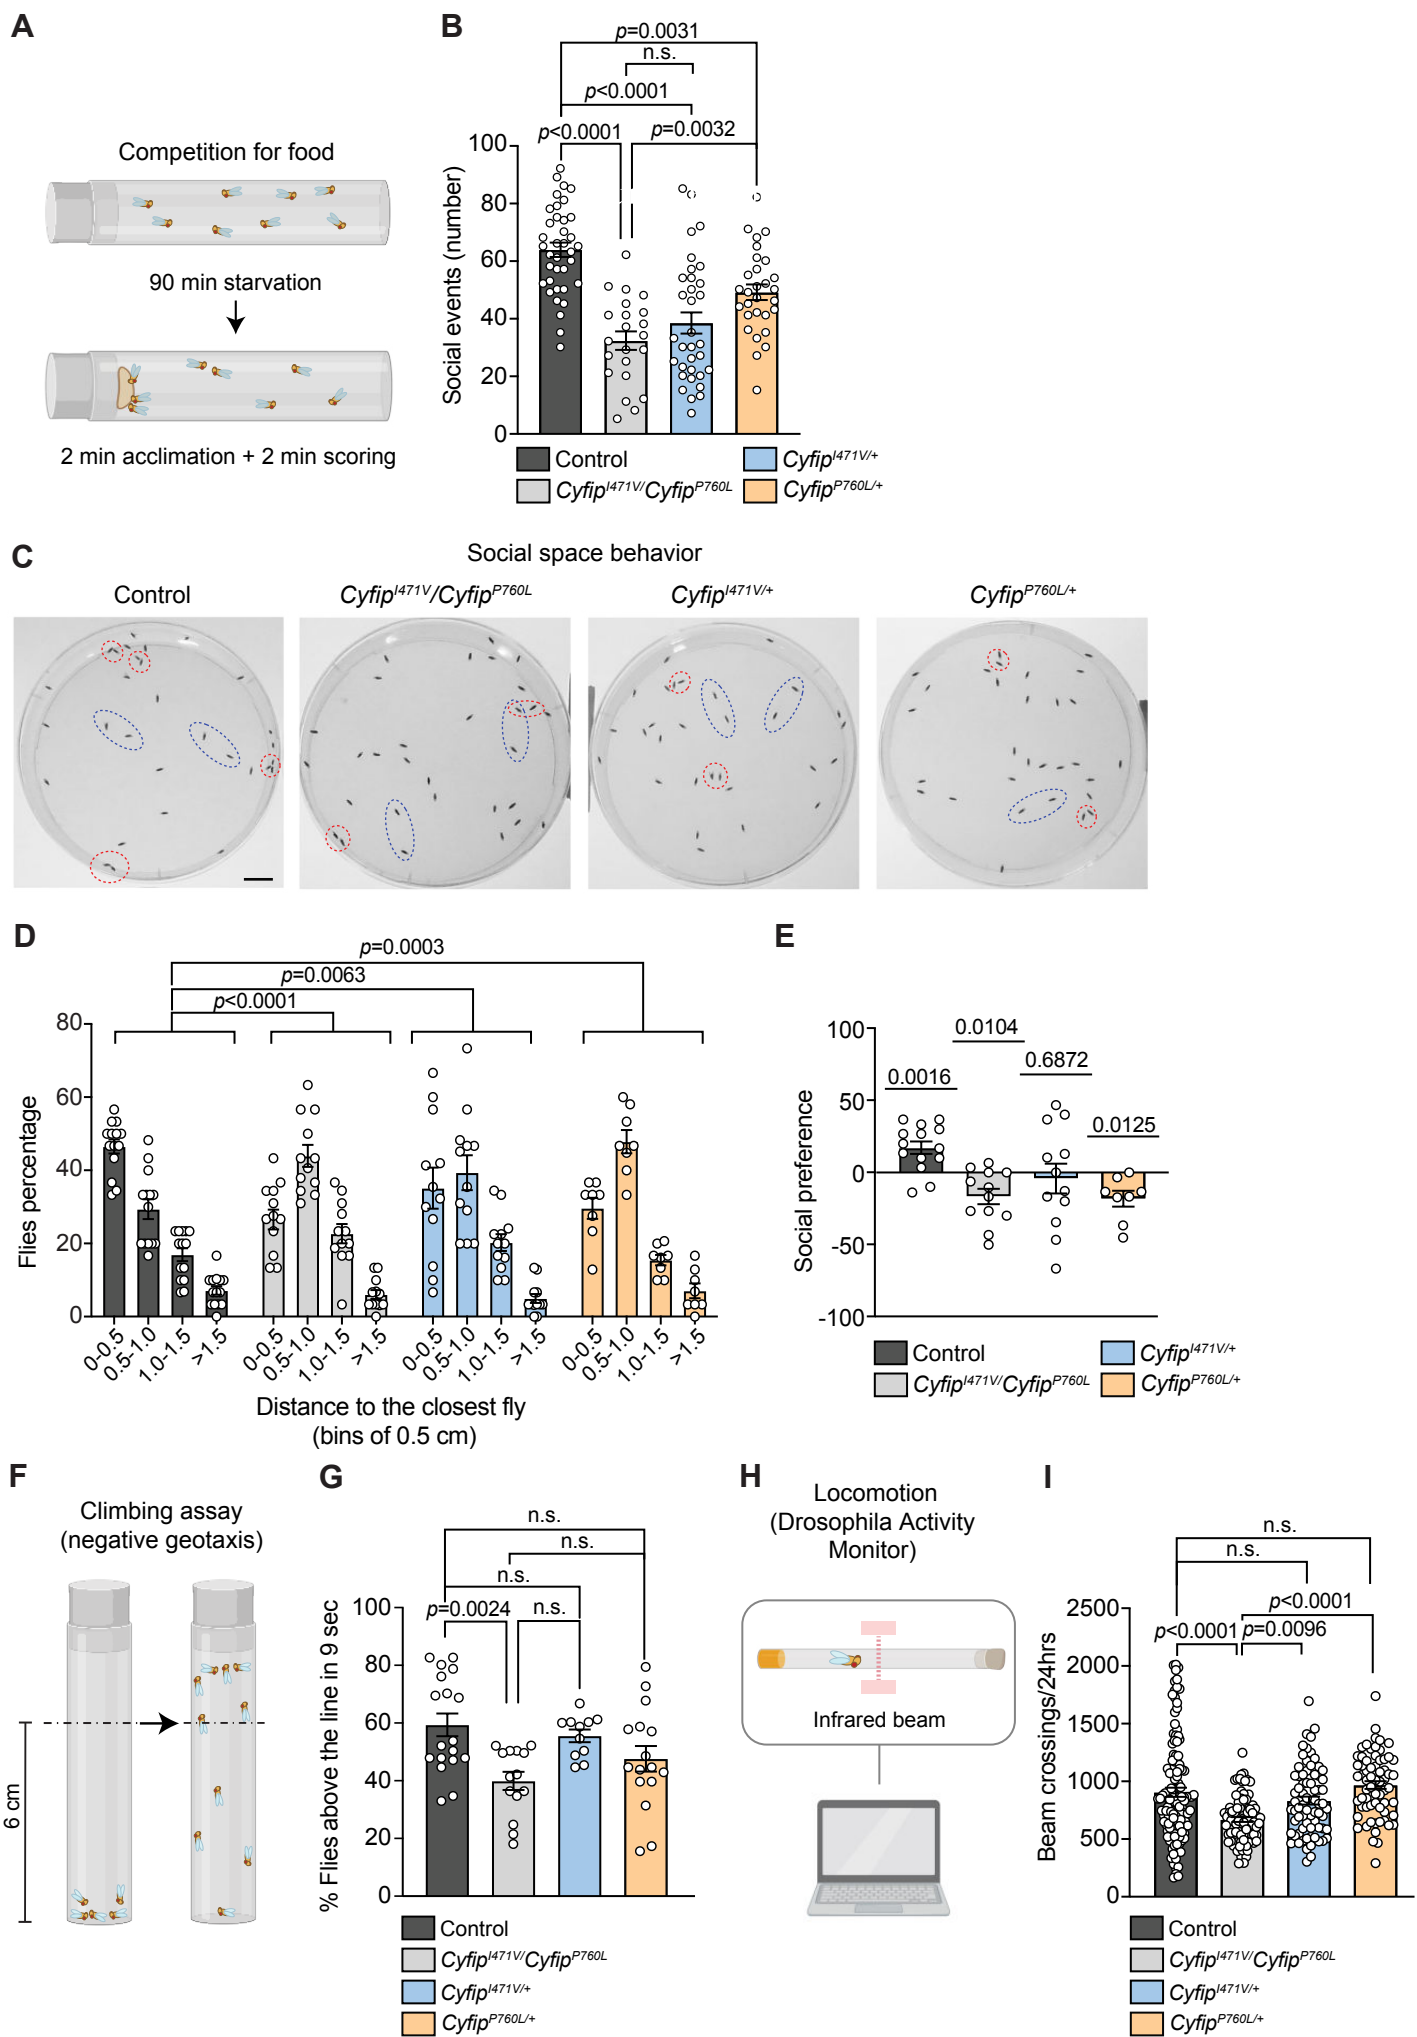 A
Competition for food
90 min starvation
2 min acclimation + 2 min scoring
B
p=0.0031
n.s.
p<0.0001
p<0.0001
p=0.0032
Social events (number)
100
80
60
40
20
0
Control
Cyfip^I471V/Cyfip^P760L
Cyfip^I471V/+
Cyfip^P760L/+
C
Social space behavior
Control
Cyfip^I471V/Cyfip^P760L
Cyfip^I471V/+
Cyfip^P760L/+
D
p=0.0003
p=0.0063
p<0.0001
Flies percentage
80
60
40
20
0
0-0.5
0.5-1.0
1.0-1.5
>1.5
0-0.5
0.5-1.0
1.0-1.5
>1.5
0-0.5
0.5-1.0
1.0-1.5
>1.5
0-0.5
0.5-1.0
1.0-1.5
>1.5
Distance to the closest fly
(bins of 0.5 cm)
E
Social preference
100
50
0
-50
-100
0.0016
0.0104
0.6872
0.0125
Control
Cyfip^I471V/Cyfip^P760L
Cyfip^I471V/+
Cyfip^P760L/+
F
Climbing assay
(negative geotaxis)
6 cm
G
n.s.
n.s.
n.s.
p=0.0024
n.s.
% Flies above the line in 9 sec
100
80
60
40
20
0
Control
Cyfip^I471V/Cyfip^P760L
Cyfip^I471V/+
Cyfip^P760L/+
H
Locomotion
(Drosophila Activity
Monitor)
Infrared beam
I
n.s.
n.s.
p<0.0001
p<0.0001
p=0.0096
Beam crossings/24hrs
2500
2000
1500
1000
500
0
Control
Cyfip^I471V/Cyfip^P760L
Cyfip^I471V/+
Cyfip^P760L/+